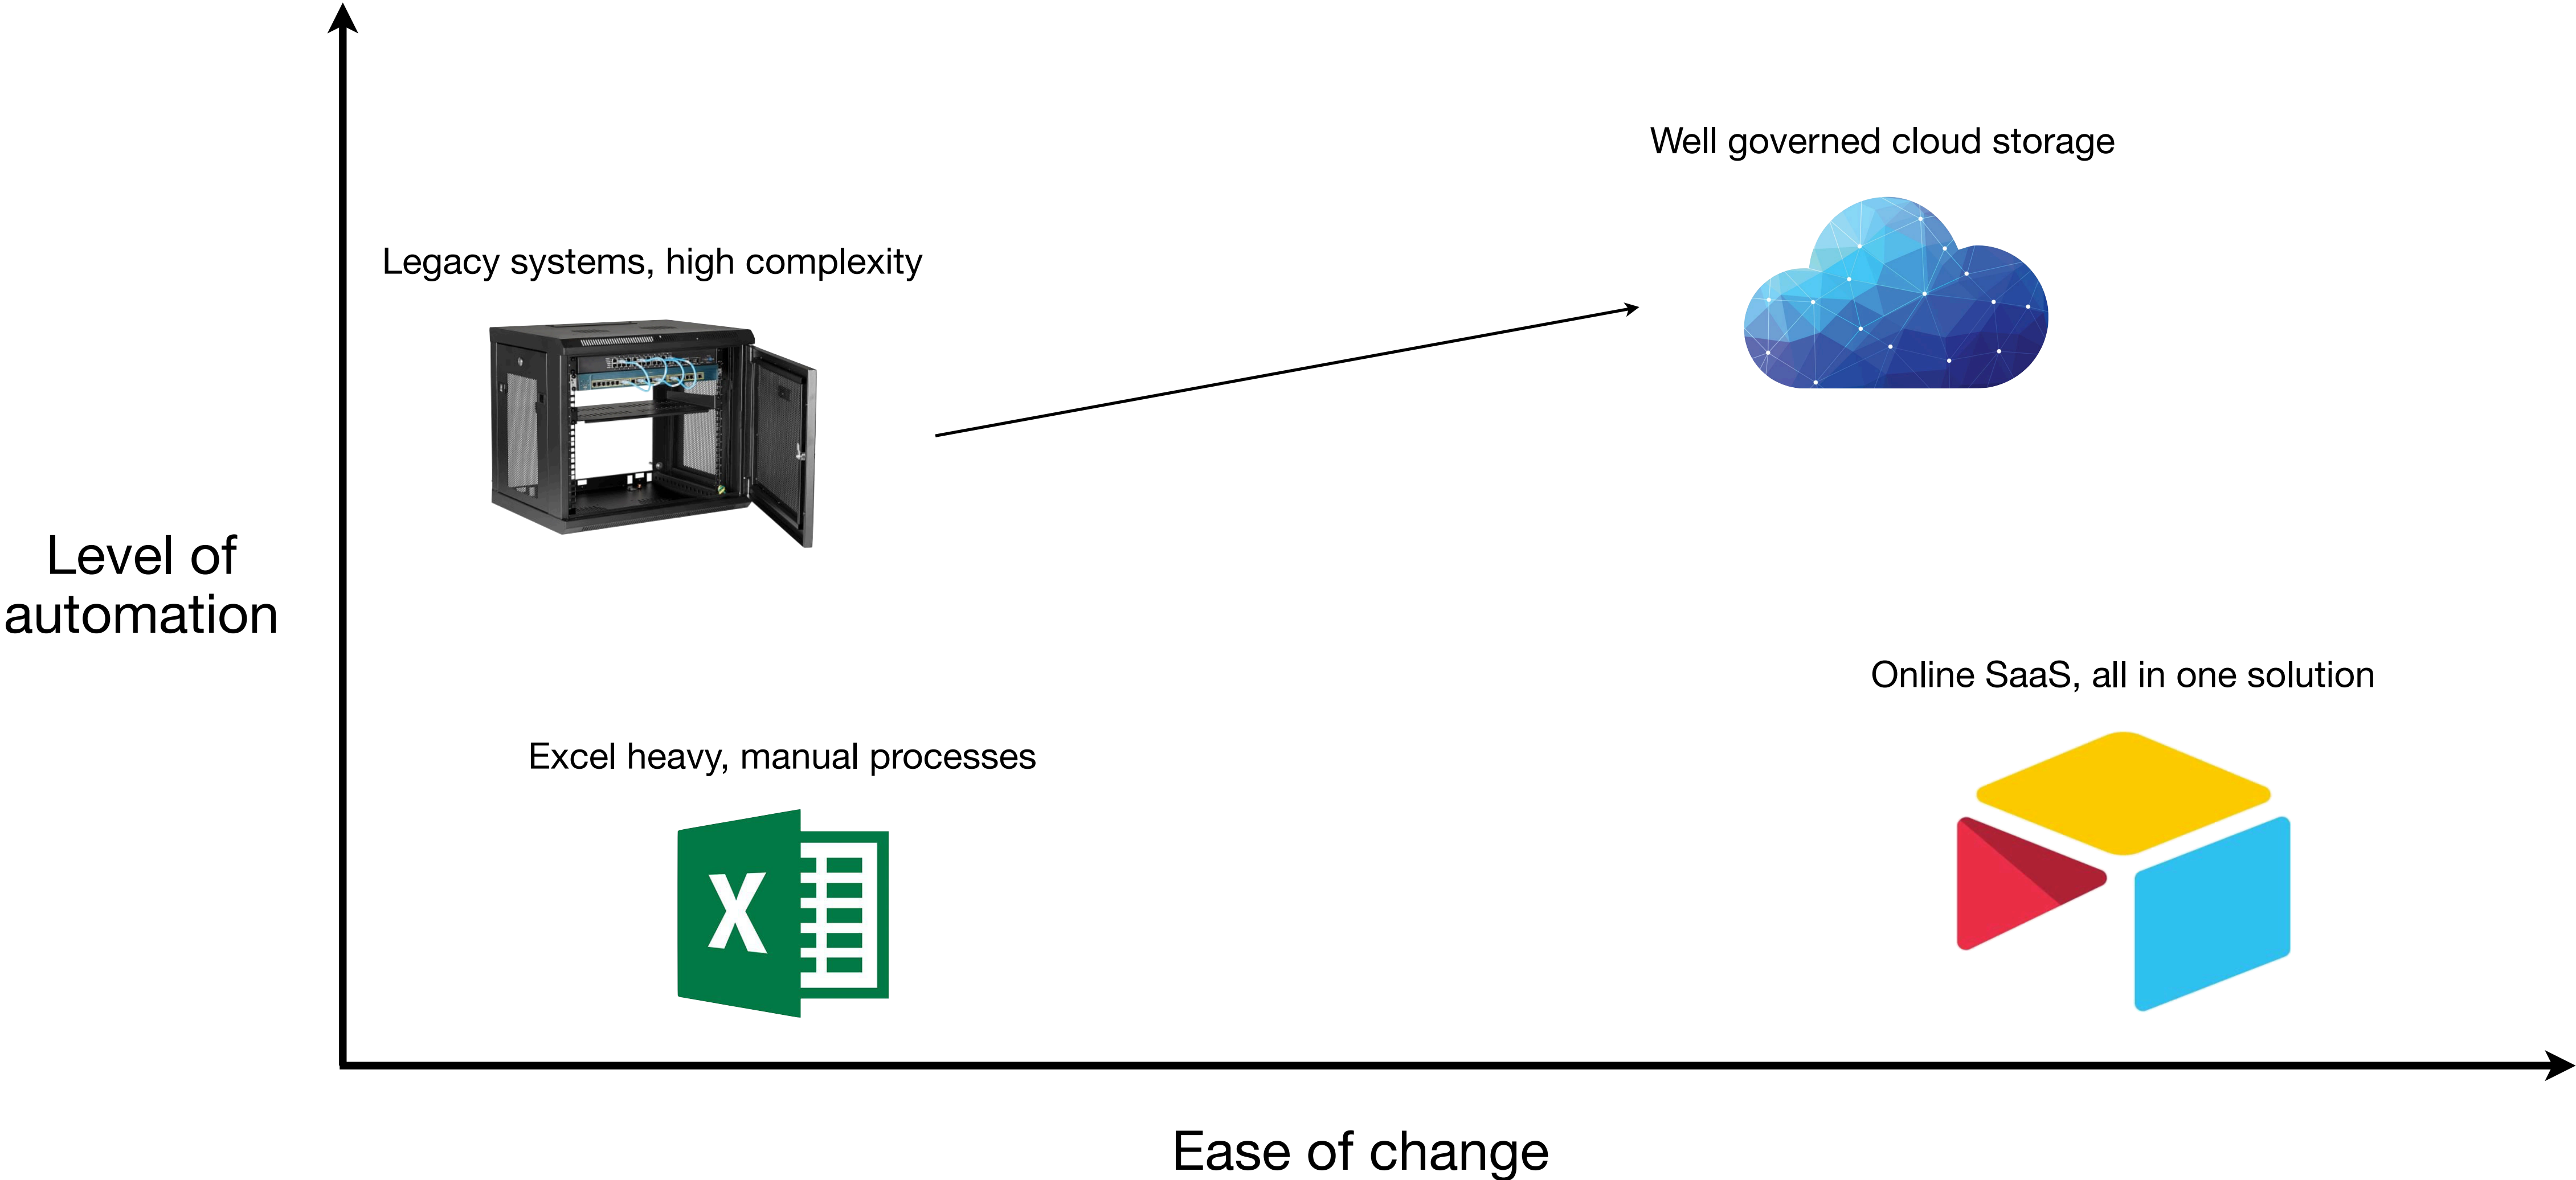 Well governed cloud storage
Legacy systems, high complexity
Level of
automation
Online SaaS, all in one solution
Excel heavy, manual processes
X
Ease of change